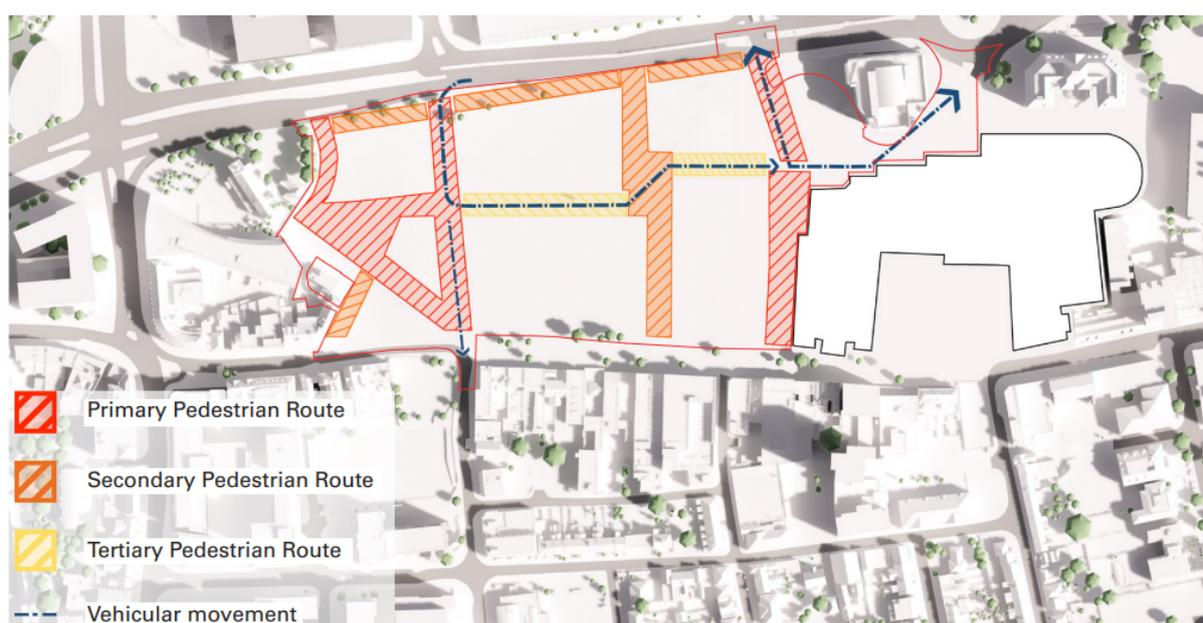 Primary Pedestrian Route
Secondary Pedestrian Route
Tertiary Pedestrian Route
Vehicular movement